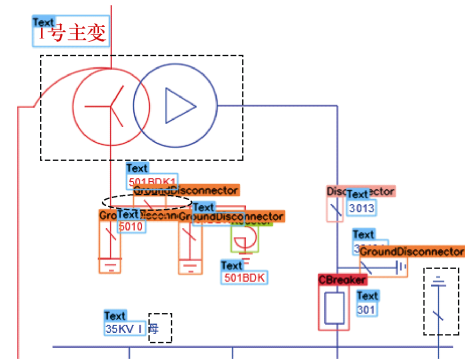 Text
1号主变
Text
501BDK1
GroundDisconnector
Text
5010
GroundDisconnector
Text
501BDK
Disconnector
Text
3013
Text
GroundDisconnector
CBreaker
Text
301
Text
35KV I 母